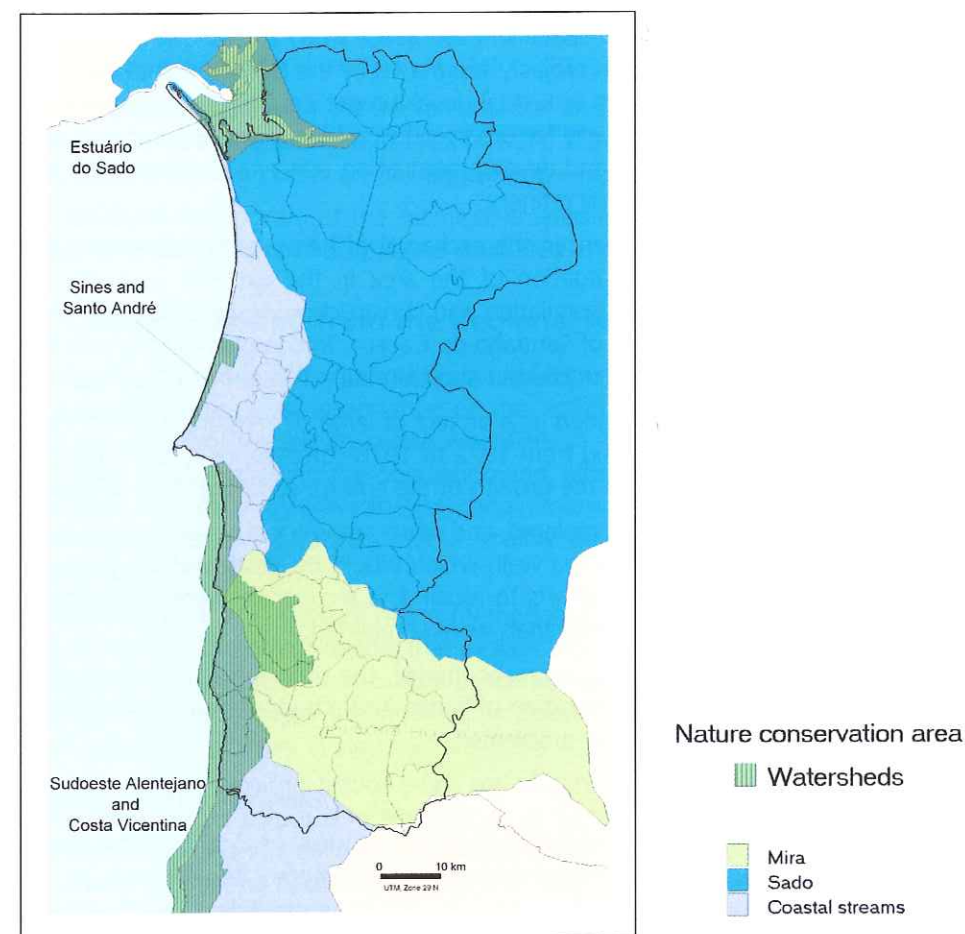 Estuário
do Sado
Sines and
Santo André
Sudoeste Alentejano
and
Costa Vicentina
0 10 km
UTM, Zone 29 N
Nature conservation area
Watersheds
Mira
Sado
Coastal streams